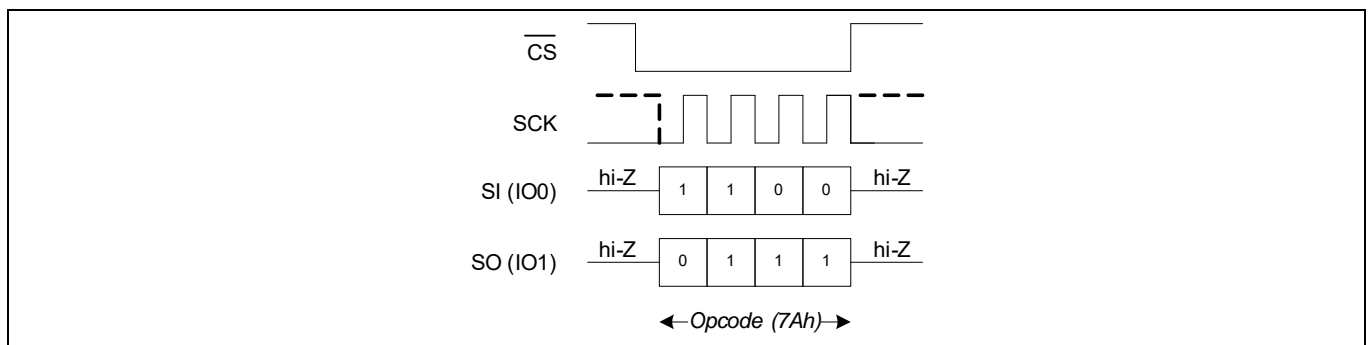 CS
SCK
SI (IO0) hi-Z 1 1 0 0 hi-Z
SO (IO1) hi-Z 0 1 1 1 hi-Z
Opcode (7Ah)